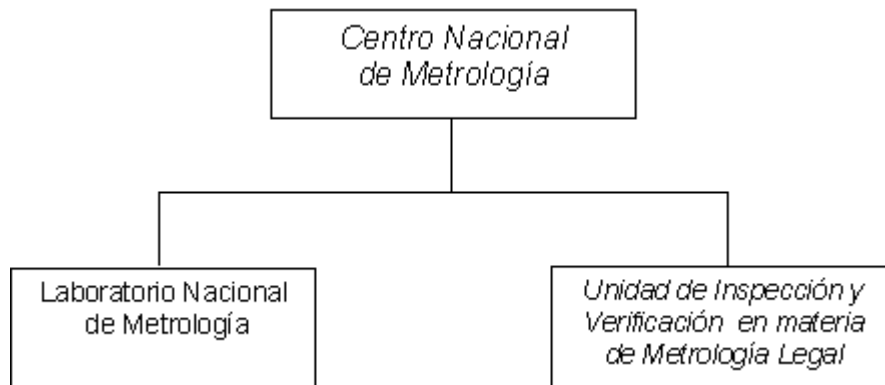 Centro Nacional
de Metrología
Laboratorio Nacional
de Metrología
Unidad de Inspección y
Verificación en materia
de Metrología Legal